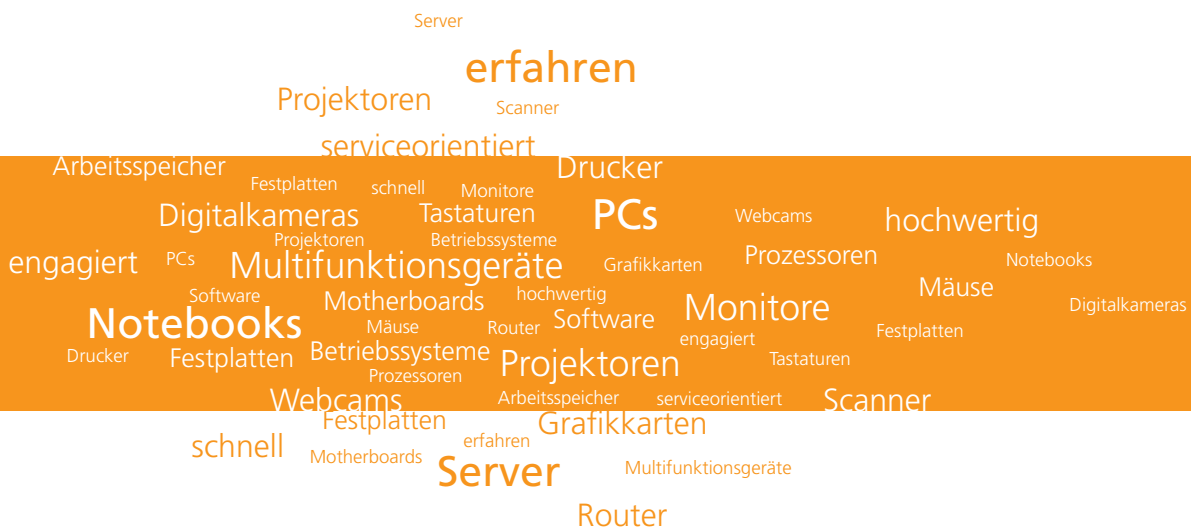 Server
erfahren
Projektoren
Scanner
serviceorientiert
Arbeitsspeicher
Drucker
Festplatten
schnell
Monitore
Digitalkameras
Tastaturen
PCs
Webcams
hochwertig
Projektoren
Betriebssysteme
engagiert
PCs
Multifunktionsgeräte
Grafikkarten
Prozessoren
Notebooks
Software
Motherboards
hochwertig
Monitore
Mäuse
Digitalkameras
Notebooks
Mäuse
Router
Software
engagiert
Festplatten
Drucker
Festplatten
Betriebssysteme
Projektoren
Tastaturen
Prozessoren
Webcams
Arbeitsspeicher
serviceorientiert
Scanner
Festplatten
Grafikkarten
schnell
Motherboards
erfahren
Server
Multifunktionsgeräte
Router